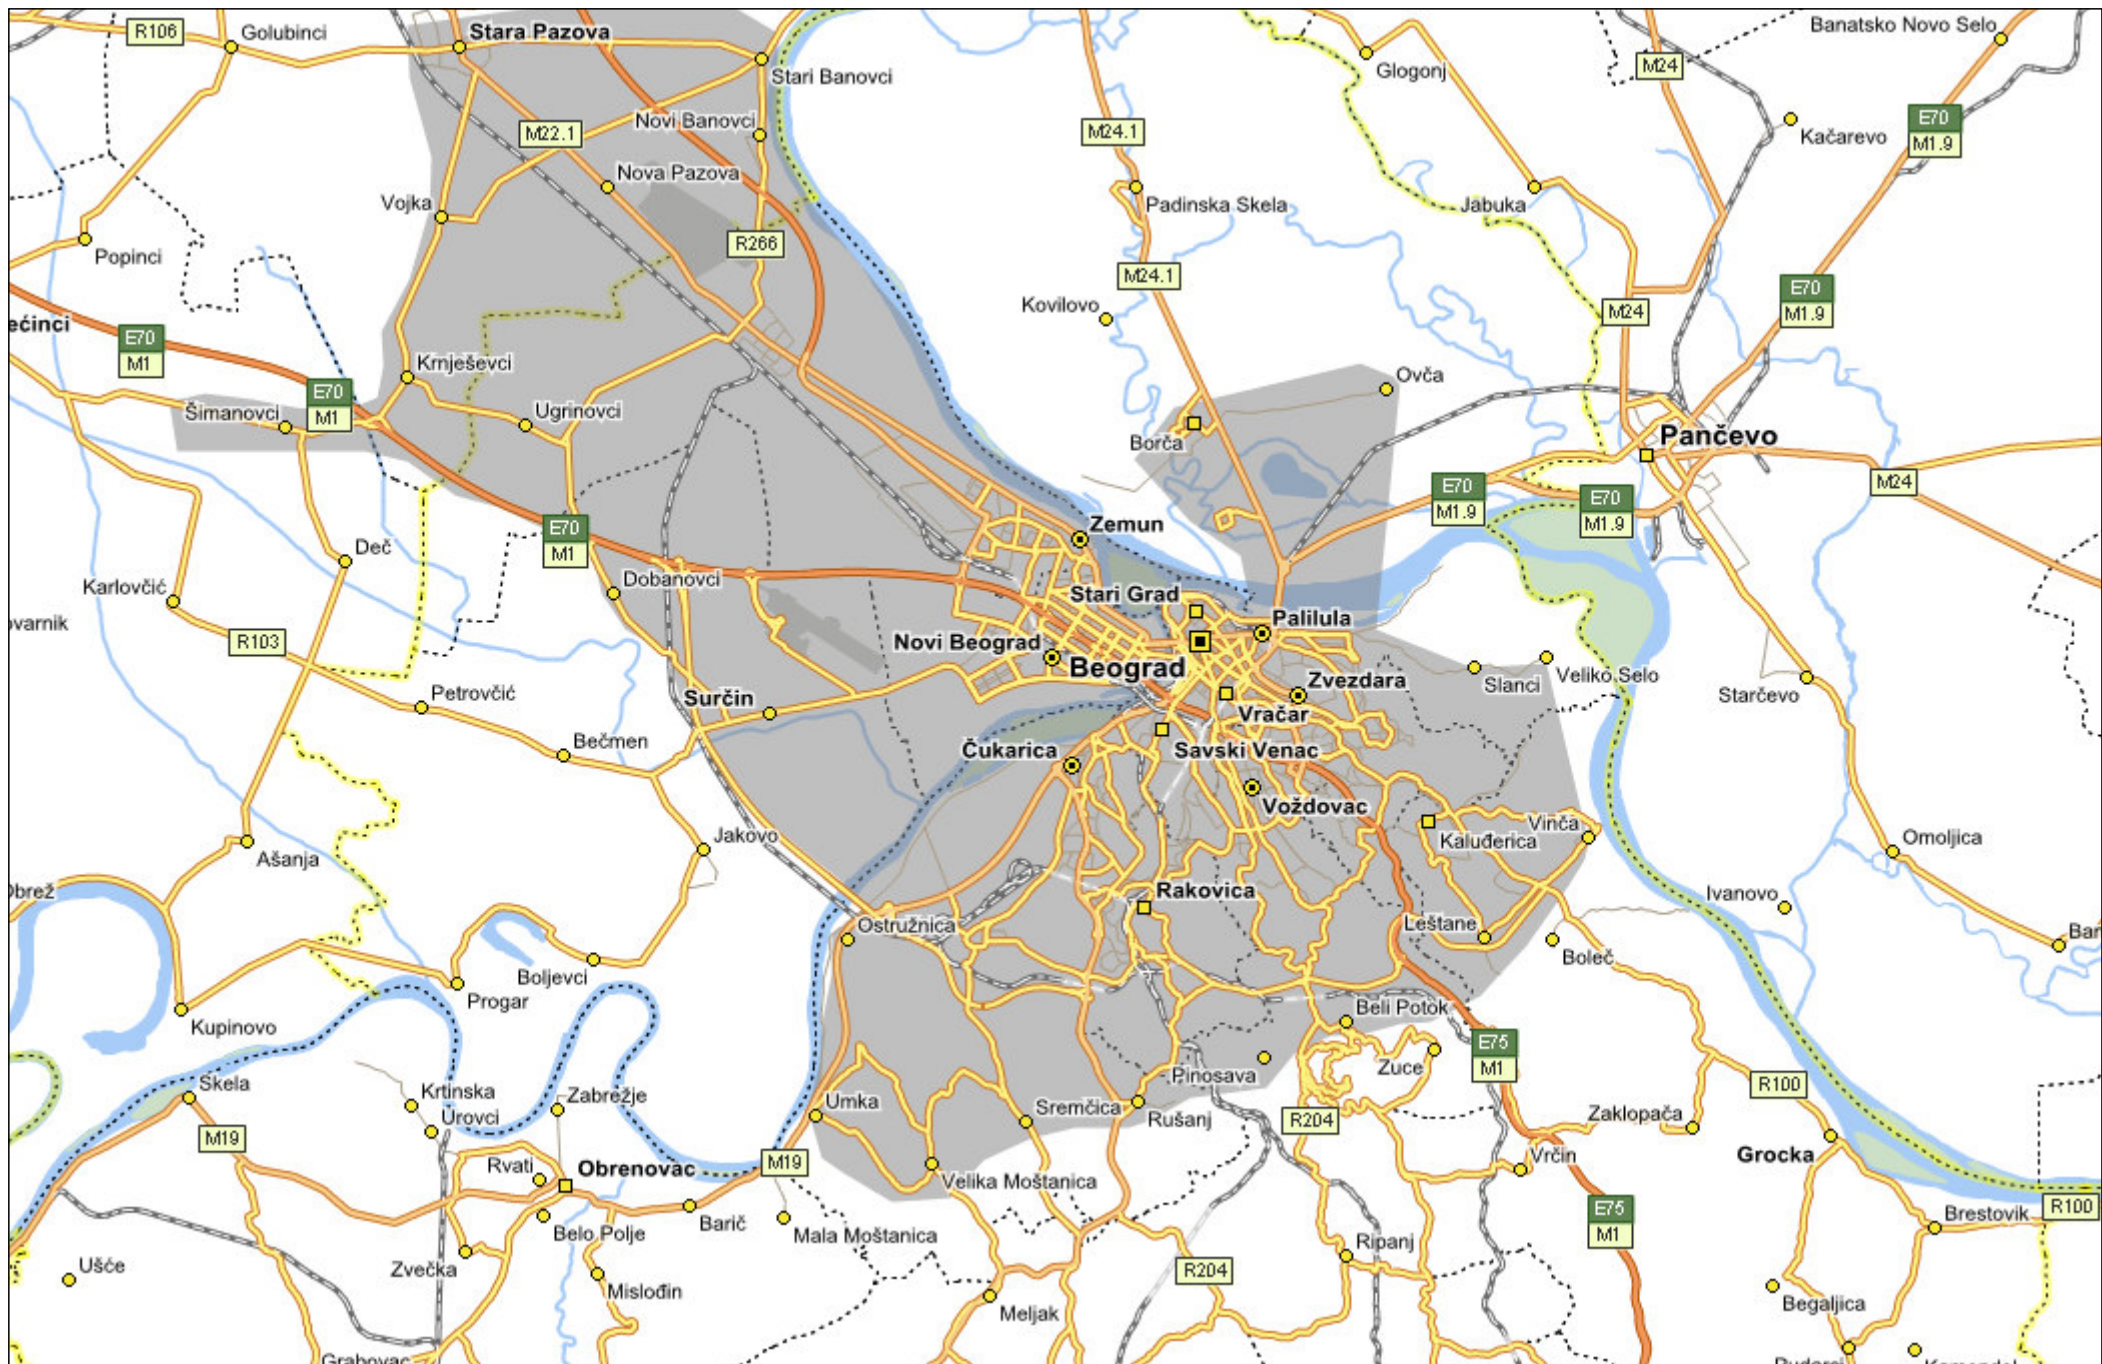 R106
Golubinci
Stara Pazova
Stari Banovci
Glogonj
M24
Banatsko Novo Selo
M22.1
Novi Banovci
M24.1
E70
M1.9
Kačarevo
Nova Pazova
Vojka
Padinska Skela
Jabuka
R266
Popinci
M24.1
Kovilovo
M24
E70
M1.9
ećinci
E70
M1
Krnješevci
E70
M1
Šimanovci
Ugrinovci
Ovča
Borča
Pančevo
E70
M1.9
E70
M1.9
M24
E70
M1
Zemun
Deč
Karlovčić
Dobanovci
Stari Grad
Palilula
ovarnik
R103
Novi Beograd
Beograd
Zvezdara
Slanci
Veliko Selo
Starčevo
Petrovčić
Surčin
Vračar
Bečmen
Čukarica
Savski Venac
Voždovac
Jakovo
Kaluđerica
Vinča
Omoljica
Ašanja
Obrež
Rakovica
Ivanovo
Ostružnica
Leštane
Boleč
Ban
Boljevci
Progar
Kupinovo
Beli Potok
E75
M1
Zuce
Pinosava
Skela
Krtinska
Urovci
Zabrežje
Umka
Sremčica
Rušanj
R204
R100
Zaklopača
M19
M19
Rvati
Obrenovac
Velika Moštanica
Vrčin
Grocka
Barič
Belo Polje
Mala Moštanica
E75
M1
R100
Brestovik
Ušće
Zvečka
Mislođin
R204
Ripanj
Meljak
Begaljica
Grabovac